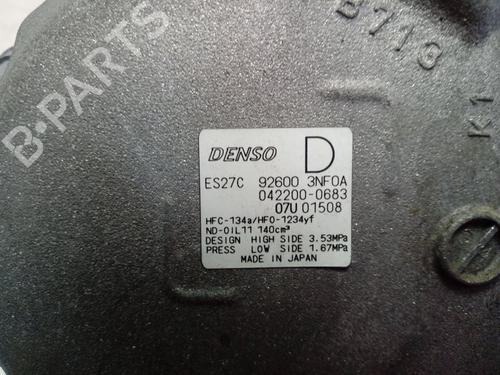 B713
K1
B-PARTS
DENSO D
ES27C 92600 3NF0A
042200-0683
07U 01508
HFC-134a/HFO-1234yf
ND-OIL11 140cm³
DESIGN HIGH SIDE 3.53MPa
PRESS LOW SIDE 1.67MPa
MADE IN JAPAN